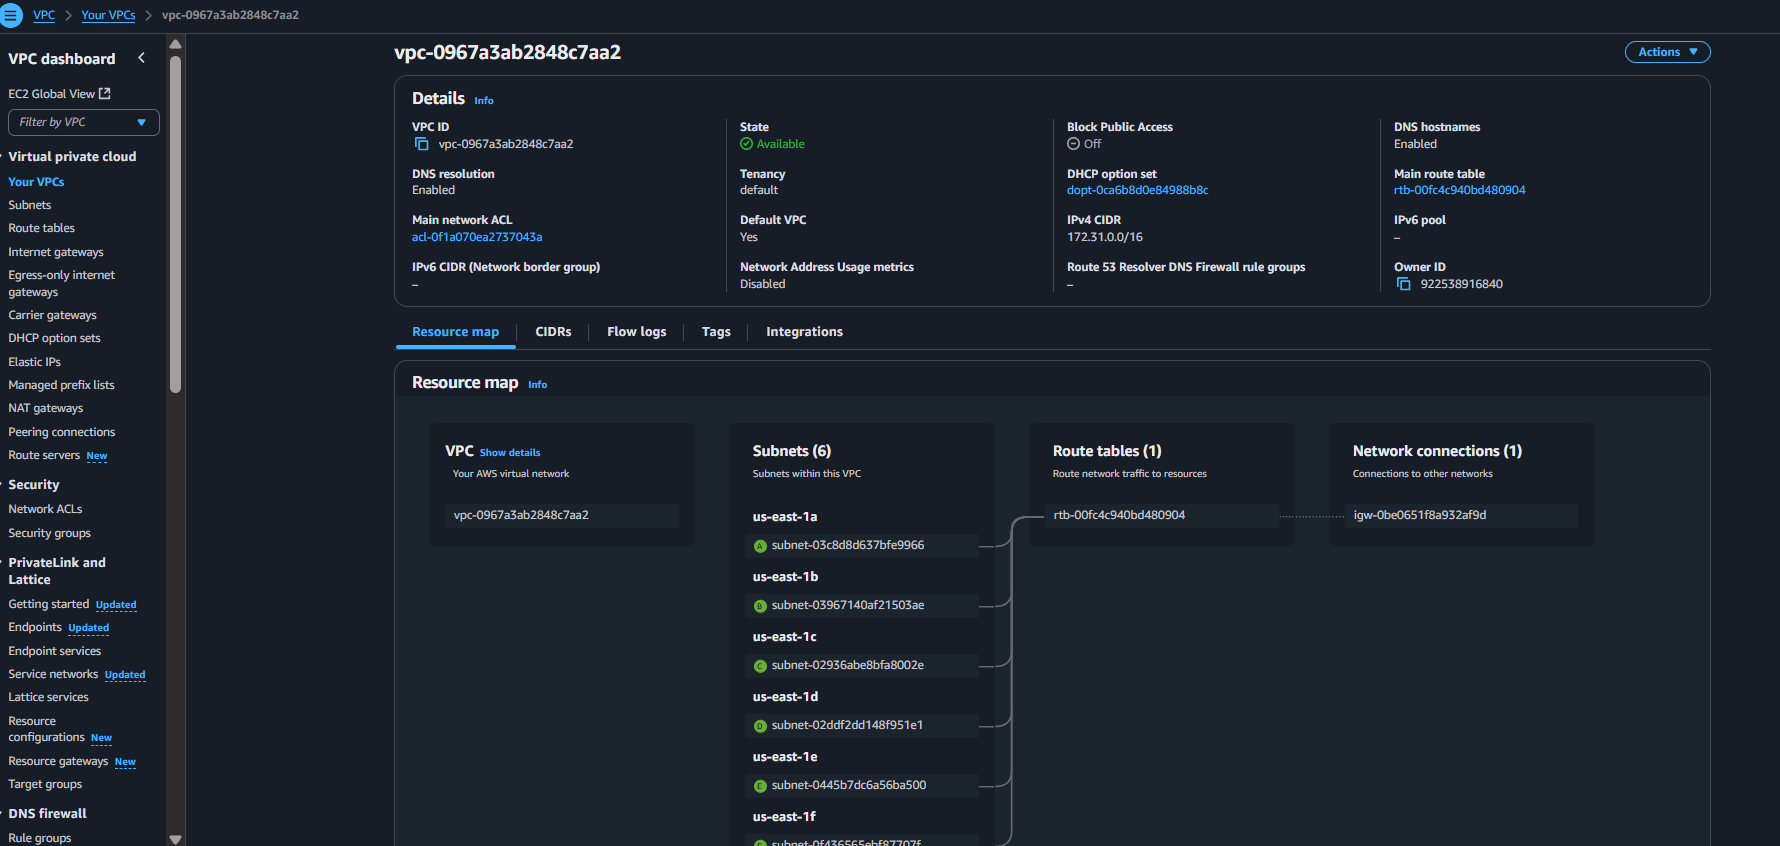 VPC
Your VPCs
vpc-0967a3ab2848c7aa2
VPC dashboard
EC2 Global View
Filter by VPC
Virtual private cloud
Your VPCs
Subnets
Route tables
Internet gateways
Egress-only internet
gateways
Carrier gateways
DHCP option sets
Elastic IPs
Managed prefix lists
NAT gateways
Peering connections
Route servers New
Security
Network ACLs
Security groups
PrivateLink and
Lattice
Getting started Updated
Endpoints Updated
Endpoint services
Service networks Updated
Lattice services
Resource
configurations New
Resource gateways New
Target groups
DNS firewall
Rule groups
vpc-0967a3ab2848c7aa2
Actions
Details Info
VPC ID
vpc-0967a3ab2848c7aa2
State
Available
Block Public Access
Off
DNS hostnames
Enabled
DNS resolution
Enabled
Tenancy
default
DHCP option set
dopt-0ca6b8d0e84988b8c
Main route table
rtb-00fc4c940bd480904
Main network ACL
acl-0f1a070ea2737043a
Default VPC
Yes
IPv4 CIDR
172.31.0.0/16
IPv6 pool
–
IPv6 CIDR (Network border group)
–
Network Address Usage metrics
Disabled
Route 53 Resolver DNS Firewall rule groups
–
Owner ID
922538916840
Resource map
CIDRs
Flow logs
Tags
Integrations
Resource map Info
VPC Show details
Your AWS virtual network
vpc-0967a3ab2848c7aa2
Subnets (6)
Subnets within this VPC
us-east-1a
A subnet-03c8d8d637bfe9966
us-east-1b
B subnet-03967140af21503ae
us-east-1c
C subnet-02936abe8bfa8002e
us-east-1d
D subnet-02ddf2dd148f951e1
us-east-1e
E subnet-0445b7dc6a56ba500
us-east-1f
Route tables (1)
Route network traffic to resources
rtb-00fc4c940bd480904
Network connections (1)
Connections to other networks
igw-0be0651f8a932af9d